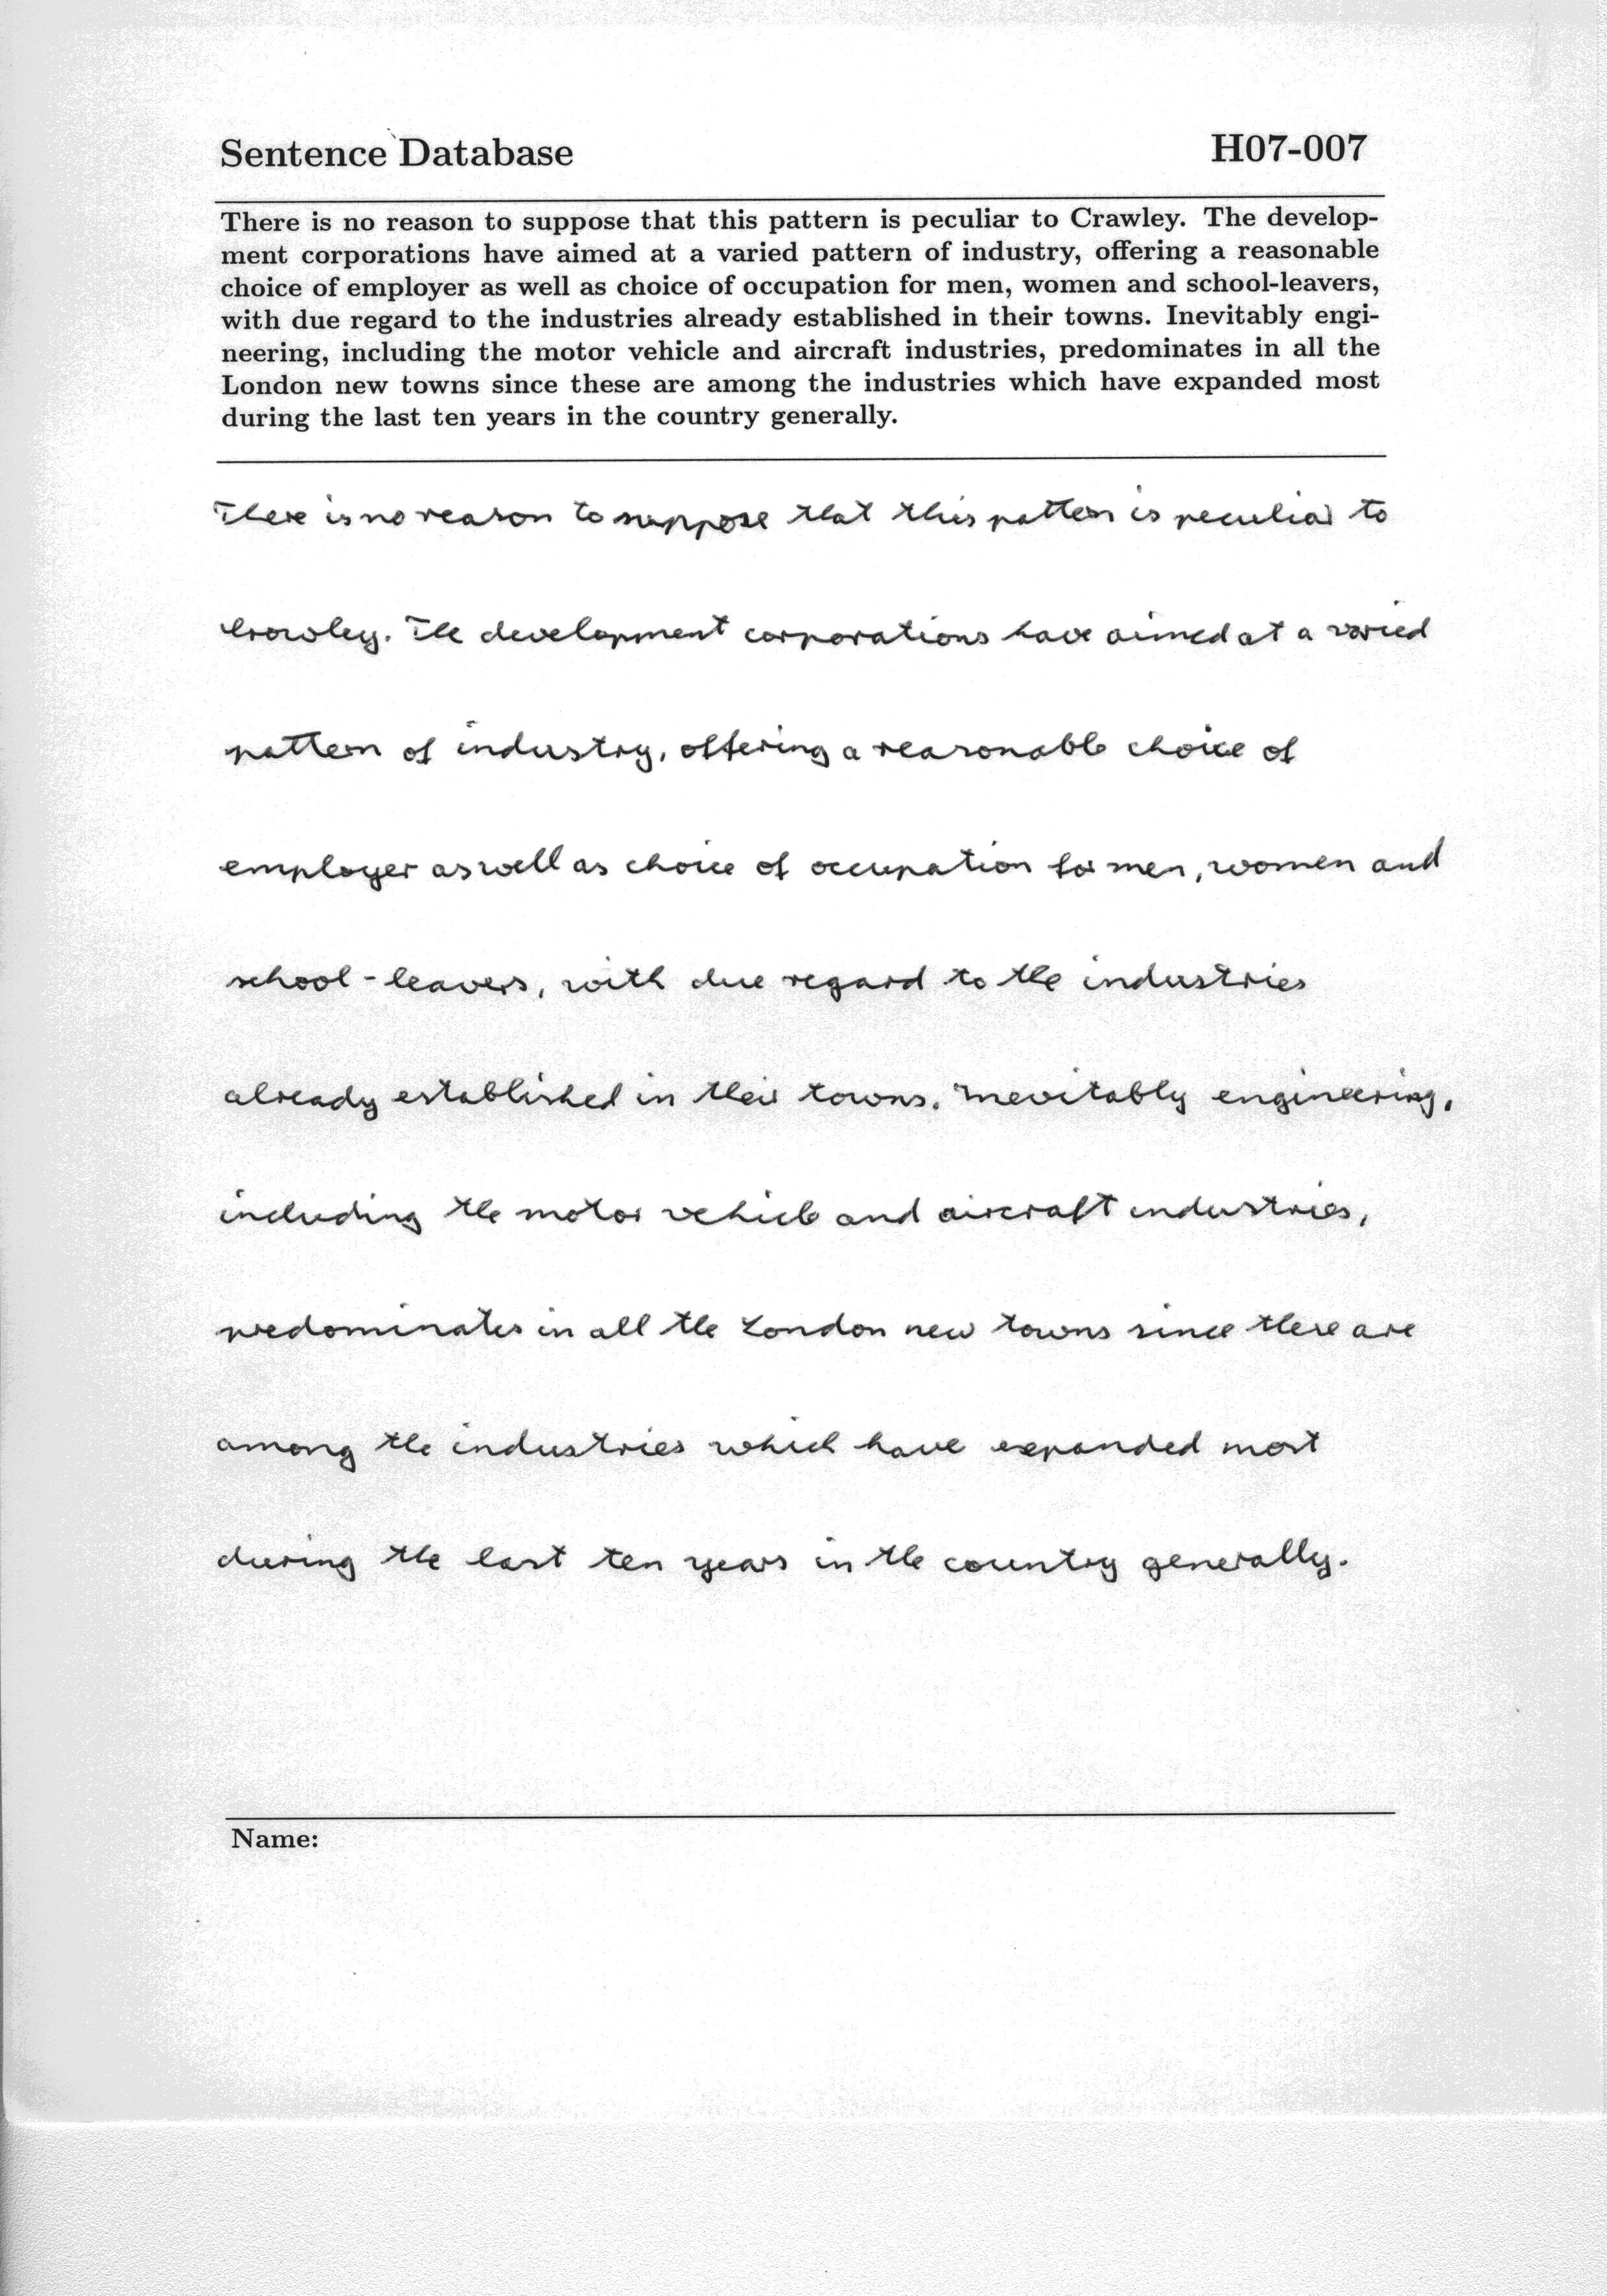 Sentence Database H07-007
There is no reason to suppose that this pattern is peculiar to Crawley. The develop-
ment corporations have aimed at a varied pattern of industry, offering a reasonable
choice of employer as well as choice of occupation for men, women and school-leavers,
with due regard to the industries already established in their towns. Inevitably engi-
neering, including the motor vehicle and aircraft industries, predominates in all the
London new towns since these are among the industries which have expanded most
during the last ten years in the country generally.
There is no reason to suppose that this pattern is peculiar to
Crawley. The development corporations have aimed at a varied
pattern of industry, offering a reasonable choice of
employer as well as choice of occupation for men, women and
school-leavers, with due regard to the industries
already established in their towns. Inevitably engineering,
including the motor vehicle and aircraft industries,
predominates in all the London new towns since these are
among the industries which have expanded most
during the last ten years in the country generally.
Name: